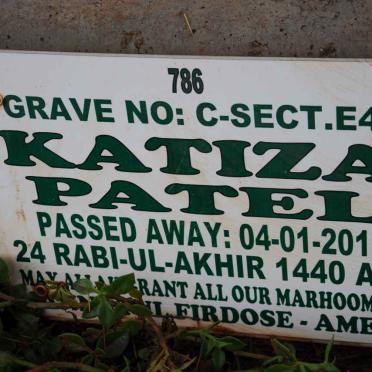 786
GRAVE NO: C-SECT.E4
KATIZA
PATEL
PASSED AWAY: 04-01-201
24 RABI-UL-AKHIR 1440 A
MAY ALLAH GRANT ALL OUR MARHOOM
FIRDOSE - AME